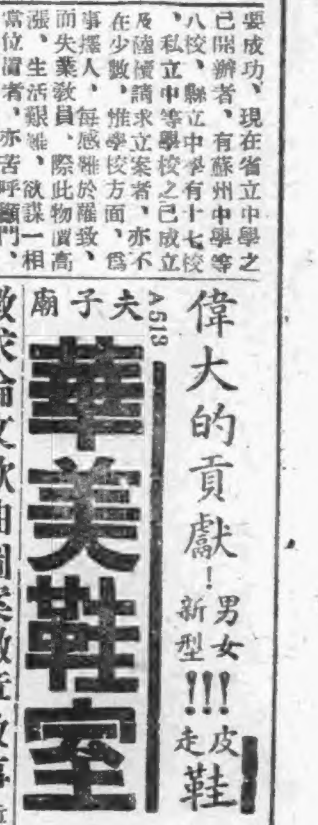 要成功、現在省立中學之
已開辦者、有蘇州中學等
八校、縣立中學有十七校
、私立中等學校之已成立
及陸續請求立案者、亦不
在少數、惟學校方面、爲
事擇人、每感難於羅致、
而失業教員、際此物價高
漲、生活艱難、欲謀一相
當位置者、亦苦呼籲無門、
偉大的貢獻!
男女
新型
!!!
皮鞋
走
A513
夫子廟
華美鞋室